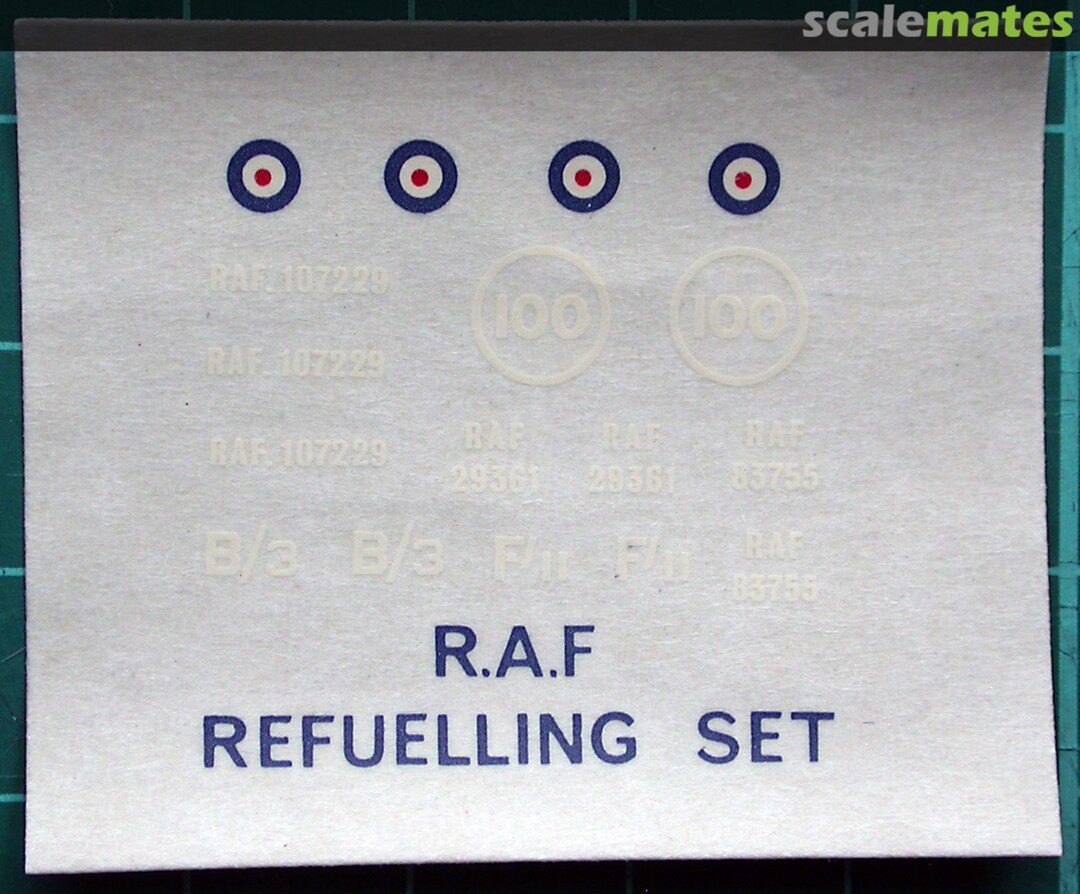 scalemates
RAF 107229
100 100
RAF 107229
RAF 107229
RAF RAF RAF
29361 29361 83755
B/3 B/3 F/11 F/11 RAF
83755
R.A.F
REFUELLING SET